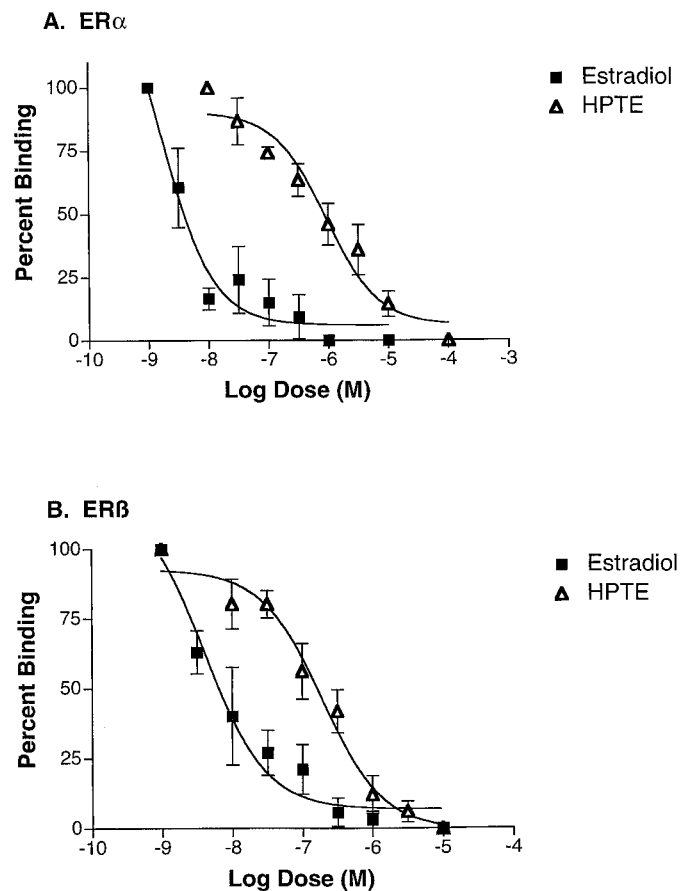 A. ERα
Estradiol
HPTE
Percent Binding
100
75
50
25
0
-10 -9 -8 -7 -6 -5 -4 -3
Log Dose (M)
B. ERß
Estradiol
HPTE
Percent Binding
100
75
50
25
0
-10 -9 -8 -7 -6 -5 -4
Log Dose (M)